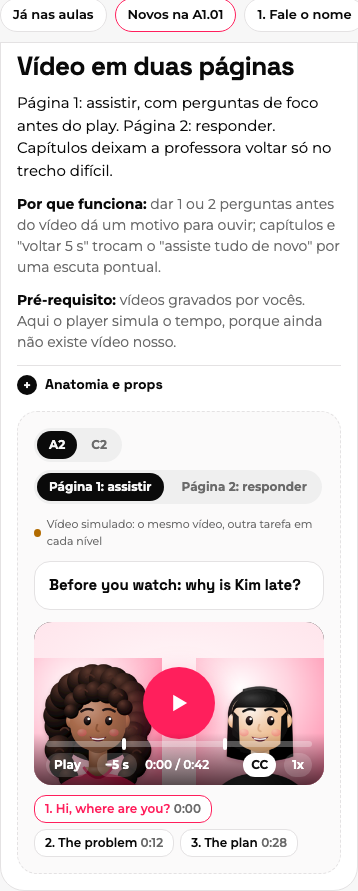 Já nas aulas
Novos na A1.01
1. Fale o nome
Vídeo em duas páginas
Página 1: assistir, com perguntas de foco
antes do play. Página 2: responder.
Capítulos deixam a professora voltar só no
trecho difícil.
Por que funciona: dar 1 ou 2 perguntas antes
do vídeo dá um motivo para ouvir; capítulos e
"voltar 5 s" trocam o "assiste tudo de novo" por
uma escuta pontual.
Pré-requisito: vídeos gravados por vocês.
Aqui o player simula o tempo, porque ainda
não existe vídeo nosso.
+ Anatomia e props
A2 C2
Página 1: assistir Página 2: responder
Vídeo simulado: o mesmo vídeo, outra tarefa em
cada nível
Before you watch: why is Kim late?
Play −5 s 0:00 / 0:42 CC 1x
1. Hi, where are you? 0:00
2. The problem 0:12 3. The plan 0:28